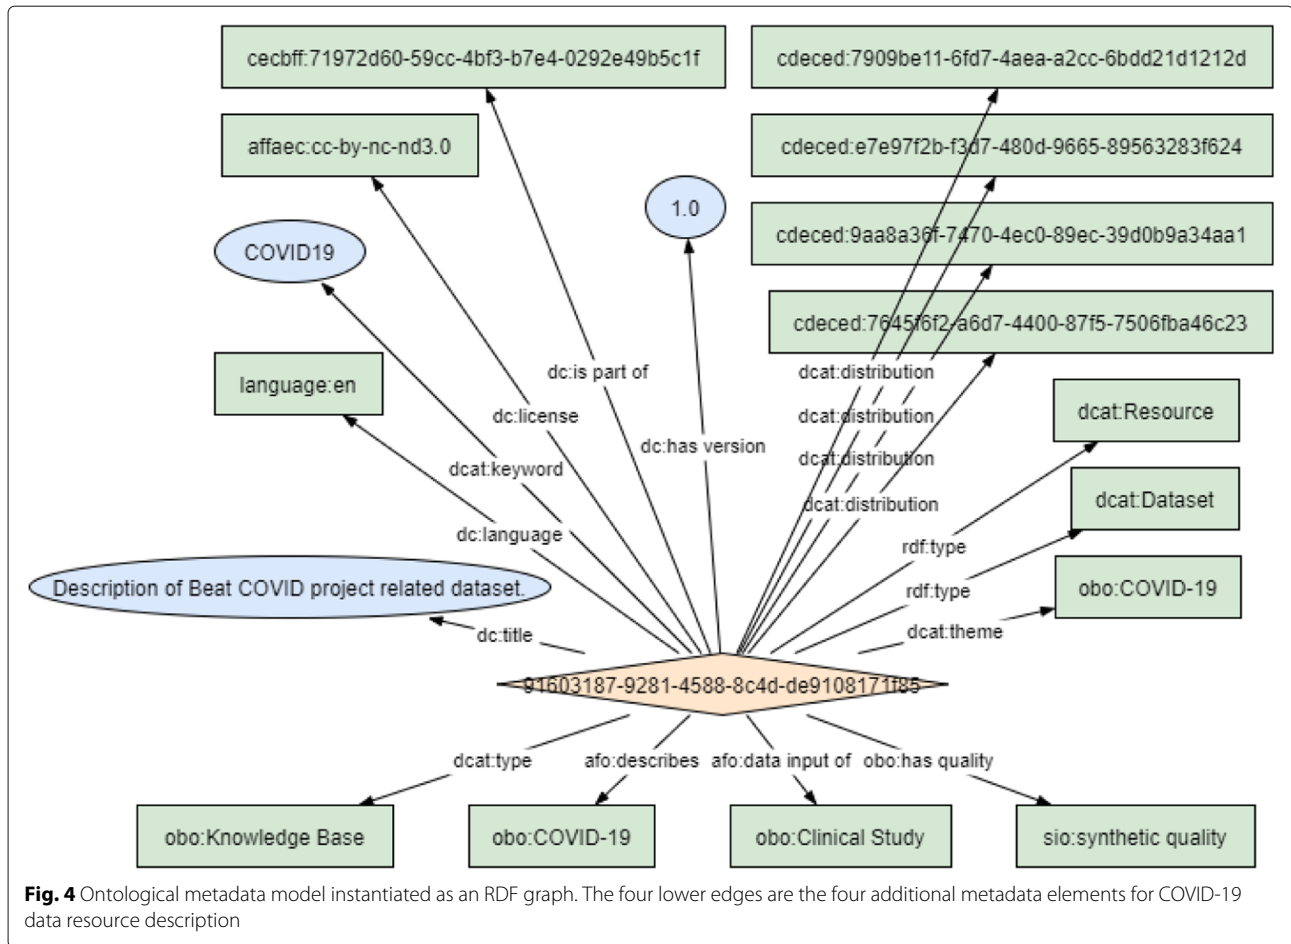 cecbff:71972d60-59cc-4bf3-b7e4-0292e49b5c1f
cdeced:7909be11-6fd7-4aea-a2cc-6bdd21d1212d
affaec:cc-by-nc-nd3.0
cdeced:e7e97f2b-f3d7-480d-9665-89563283f624
1.0
cdeced:9aa8a36f-7470-4ec0-89ec-39d0b9a34aa1
COVID19
cdeced:7645f6f2-a6d7-4400-87f5-7506fba46c23
language:en
dc:is part of
dcat:distribution
dcat:Resource
dc:license
dcat:distribution
dc:has version
dcat:keyword
dcat:distribution
dcat:Dataset
dcat:distribution
dc:language
rdf:type
Description of Beat COVID project related dataset.
rdf:type
obo:COVID-19
dc:title
dcat:theme
91603187-9281-4588-8c4d-de9108171f85
dcat:type
afo:describes
afo:data input of
obo:has quality
obo:Knowledge Base
obo:COVID-19
obo:Clinical Study
sio:synthetic quality
Fig. 4 Ontological metadata model instantiated as an RDF graph. The four lower edges are the four additional metadata elements for COVID-19
data resource description